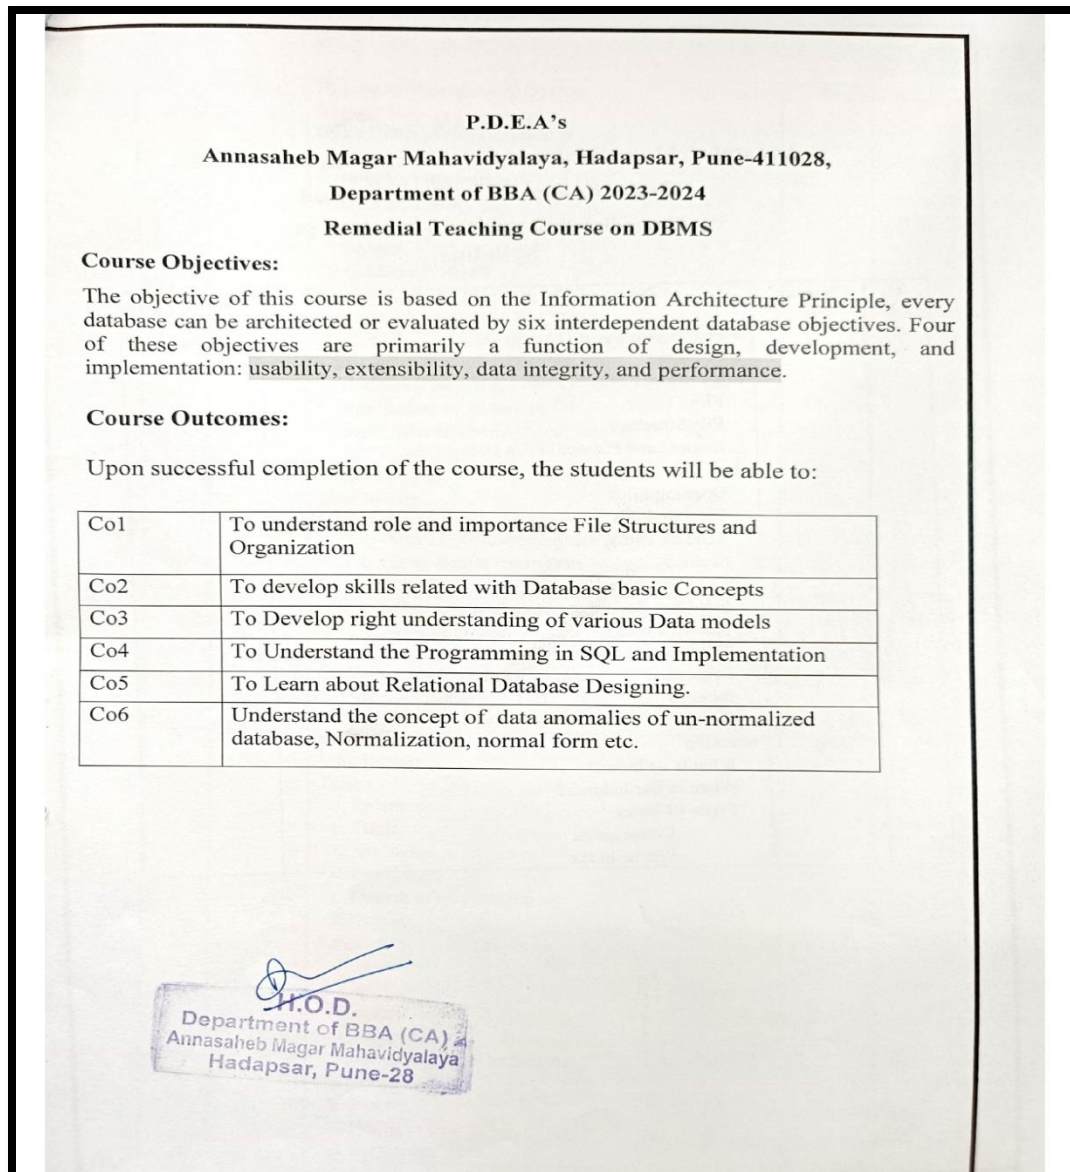 P.D.E.A's
Annasaheb Magar Mahavidyalaya, Hadapsar, Pune-411028,
Department of BBA (CA) 2023-2024
Remedial Teaching Course on DBMS
Course Objectives:
The objective of this course is based on the Information Architecture Principle, every
database can be architected or evaluated by six interdependent database objectives. Four
of these objectives are primarily a function of design, development, and
implementation: usability, extensibility, data integrity, and performance.
Course Outcomes:
Upon successful completion of the course, the students will be able to:
Co1 To understand role and importance File Structures and
Organization
Co2 To develop skills related with Database basic Concepts
Co3 To Develop right understanding of various Data models
Co4 To Understand the Programming in SQL and Implementation
Co5 To Learn about Relational Database Designing.
Co6 Understand the concept of data anomalies of un-normalized
database, Normalization, normal form etc.
H.O.D.
Department of BBA (CA)
Annasaheb Magar Mahavidyalaya
Hadapsar, Pune-28